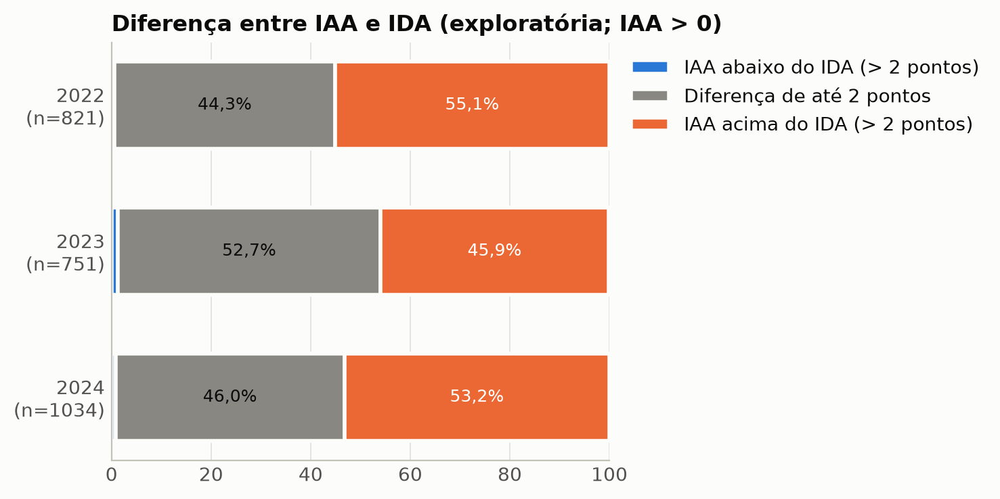 Diferença entre IAA e IDA (exploratória; IAA > 0)
IAA abaixo do IDA (> 2 pontos)
Diferença de até 2 pontos
IAA acima do IDA (> 2 pontos)
2022
(n=821)
44,3%
55,1%
2023
(n=751)
52,7%
45,9%
2024
(n=1034)
46,0%
53,2%
0
20
40
60
80
100